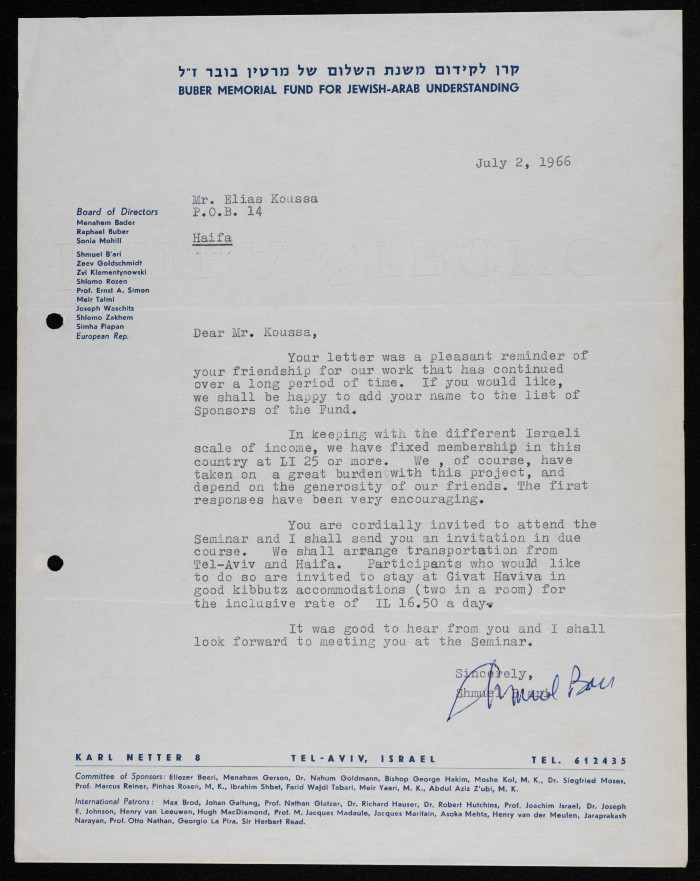 קרן לקידום משנת השלום של מרטין בובר ז"ל
BUBER MEMORIAL FUND FOR JEWISH-ARAB UNDERSTANDING
July 2, 1966
Mr. Elias Koussa
P.O.B. 14
Haifa
Board of Directors
Menahem Bader
Raphael Buber
Sonia Mohill
Shmuel B'ari
Zeev Goldschmidt
Zvi Klementynowski
Shlomo Rozen
Prof. Ernst A. Simon
Meir Talmi
Joseph Waschitz
Shlomo Zakhem
Simha Flapan
European Rep.
Dear Mr. Koussa,
Your letter was a pleasant reminder of
your friendship for our work that has continued
over a long period of time. If you would like,
we shall be happy to add your name to the list of
Sponsors of the Fund.
In keeping with the different Israeli
scale of income, we have fixed membership in this
country at LI 25 or more. We , of course, have
taken on a great burden with this project, and
depend on the generosity of our friends. The first
responses have been very encouraging.
You are cordially invited to attend the
Seminar and I shall send you an invitation in due
course. We shall arrange transportation from
Tel-Aviv and Haifa. Participants who would like
to do so are invited to stay at Givat Haviva in
good kibbutz accommodations (two in a room) for
the inclusive rate of IL 16.50 a day.
It was good to hear from you and I shall
look forward to meeting you at the Seminar.
Sincerely,
Shmuel B'ari
KARL NETTER 8 TEL-AVIV, ISRAEL TEL. 612435
Committee of Sponsors: Eliezer Beeri, Menahem Gerson, Dr. Nahum Goldmann, Bishop George Hakim, Moshe Kol, M. K., Dr. Siegfried Moses,
Prof. Marcus Reiner, Pinhas Rosen, M, K., Ibrahim Shbat, Farid Wajdi Tabari, Meir Yaari, M. K., Abdul Aziz Z'ubi, M. K.
International Patrons: Max Brod, Johan Galtung, Prof. Nathan Glatzer, Dr. Richard Hauser, Dr, Robert Hutchins, Prof. Joachim Israel, Dr. Joseph
E. Johnson, Henry van Leeuwen, Hugh MacDiamond, Prof. M, Jacques Madaule, Jacques Maritain, Asoka Mehta, Henry van der Meulen, Jaraprakash
Narayan, Prof. Otto Nathan, Georgio La Pira, Sir Herbert Read.